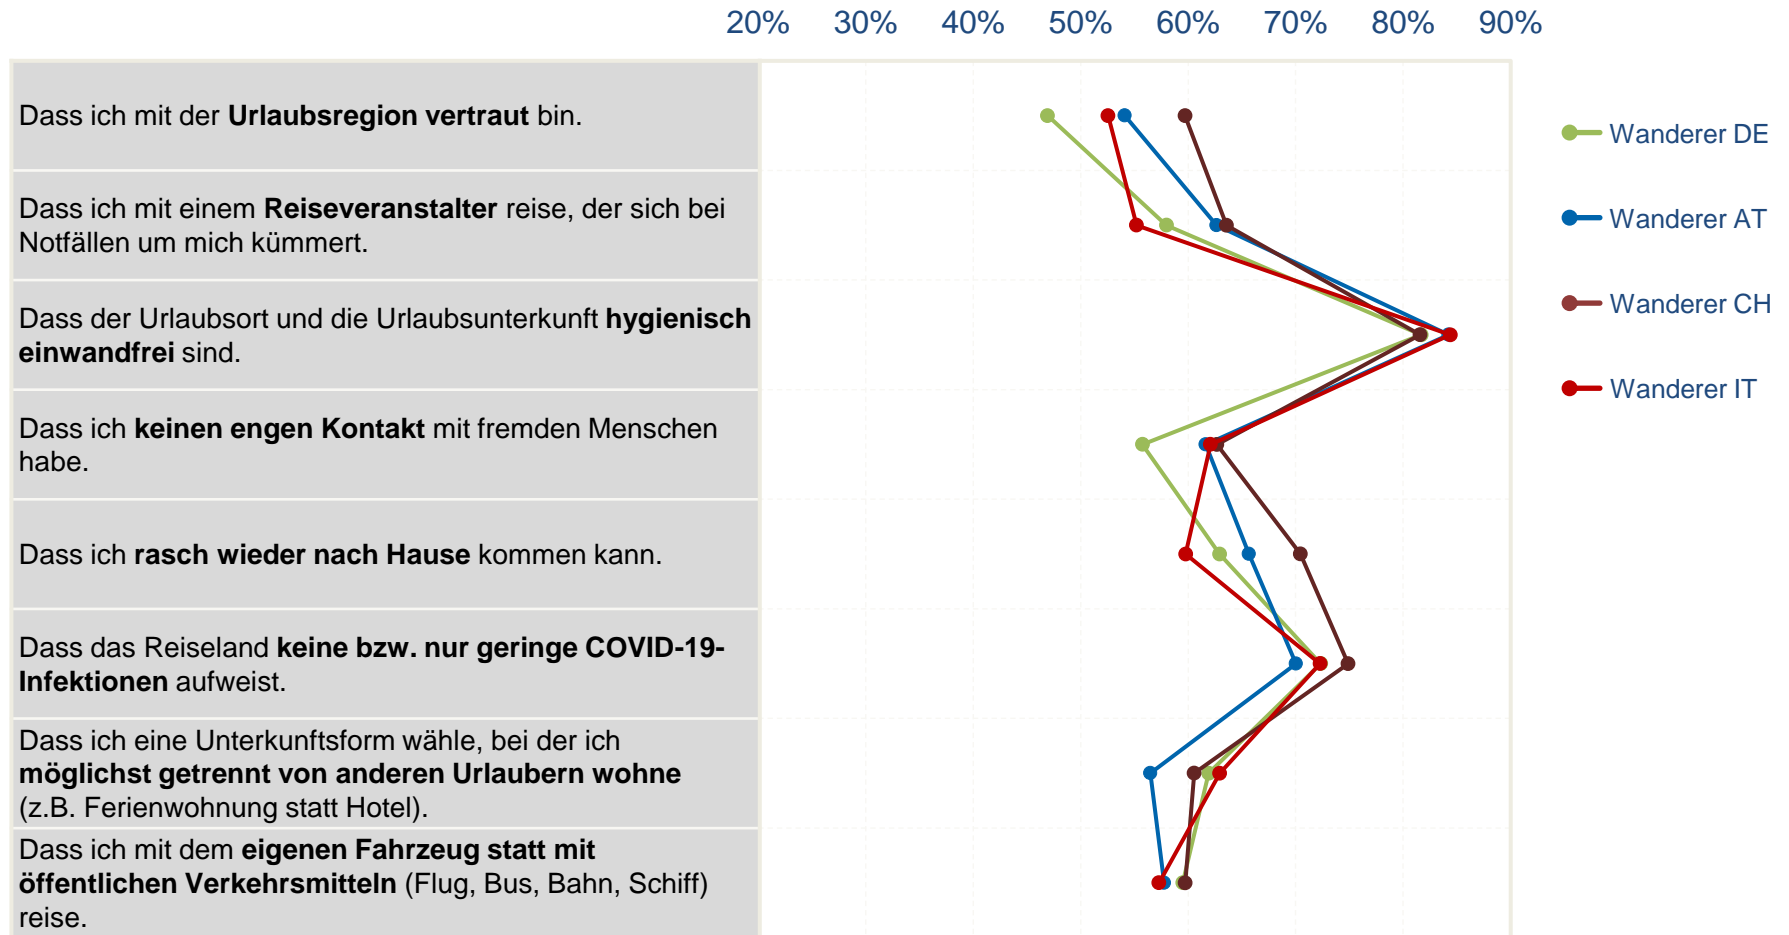 20% 30% 40% 50% 60% 70% 80% 90%
Dass ich mit der Urlaubsregion vertraut bin.
Dass ich mit einem Reiseveranstalter reise, der sich bei
Notfällen um mich kümmert.
Dass der Urlaubsort und die Urlaubsunterkunft hygienisch
einwandfrei sind.
Dass ich keinen engen Kontakt mit fremden Menschen
habe.
Dass ich rasch wieder nach Hause kommen kann.
Dass das Reiseland keine bzw. nur geringe COVID-19-
Infektionen aufweist.
Dass ich eine Unterkunftsform wähle, bei der ich
möglichst getrennt von anderen Urlaubern wohne
(z.B. Ferienwohnung statt Hotel).
Dass ich mit dem eigenen Fahrzeug statt mit
öffentlichen Verkehrsmitteln (Flug, Bus, Bahn, Schiff)
reise.
Wanderer DE
Wanderer AT
Wanderer CH
Wanderer IT